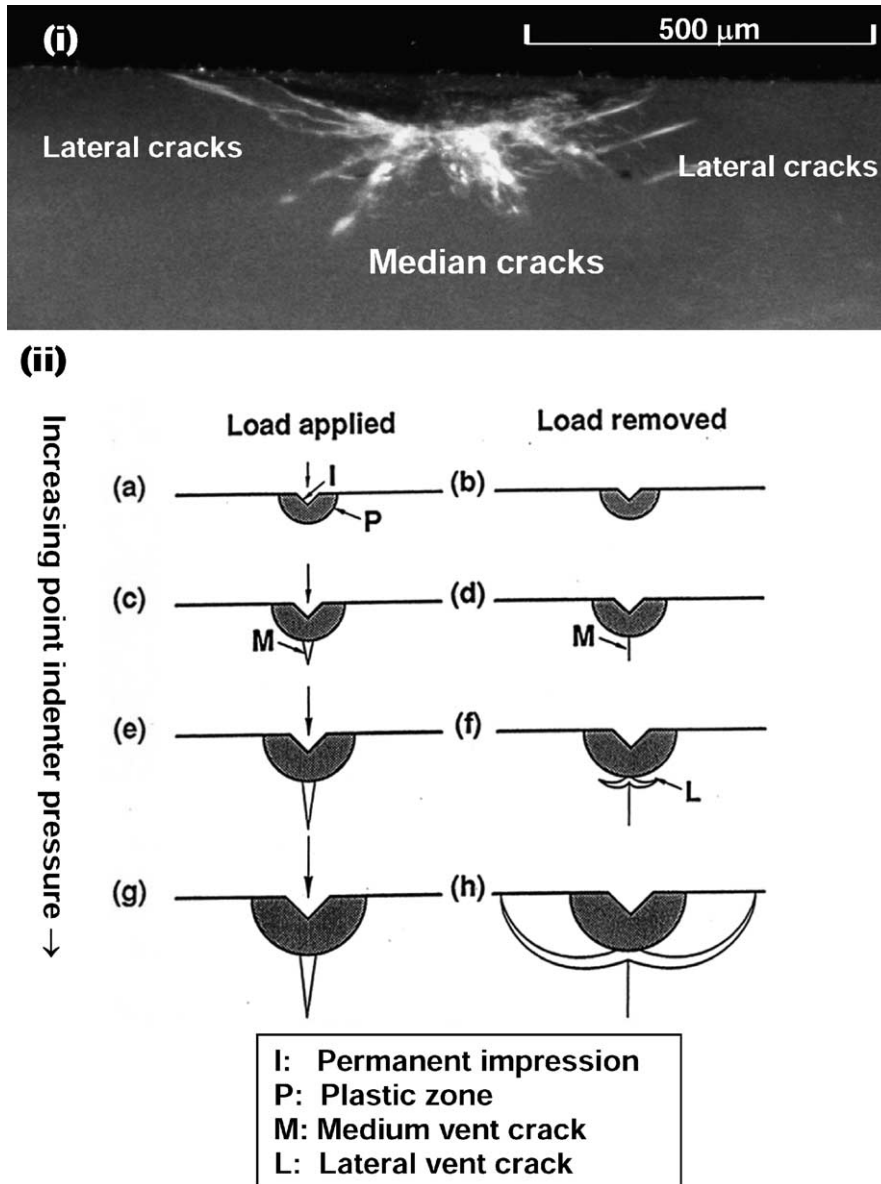 (i)
500 μm
Lateral cracks
Lateral cracks
Median cracks
(ii)
Increasing point indenter pressure →
Load applied
Load removed
(a)
I
P
(b)
(c)
M
(d)
M
(e)
(f)
L
(g)
(h)
I: Permanent impression
P: Plastic zone
M: Medium vent crack
L: Lateral vent crack